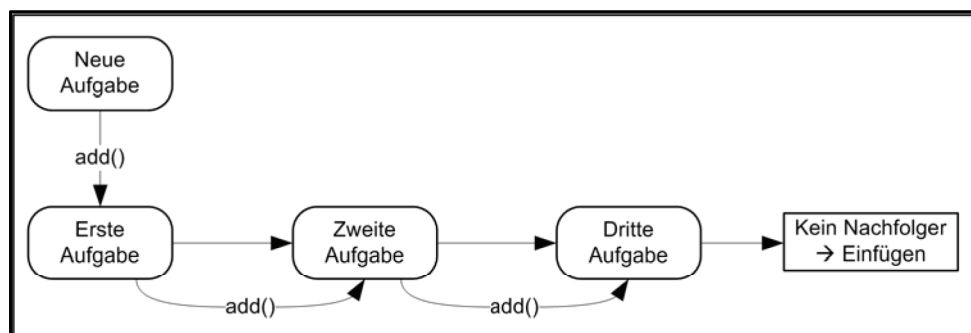 Neue
Aufgabe
add()
Erste
Aufgabe
Zweite
Aufgabe
Dritte
Aufgabe
Kein Nachfolger
→ Einfügen
add()
add()